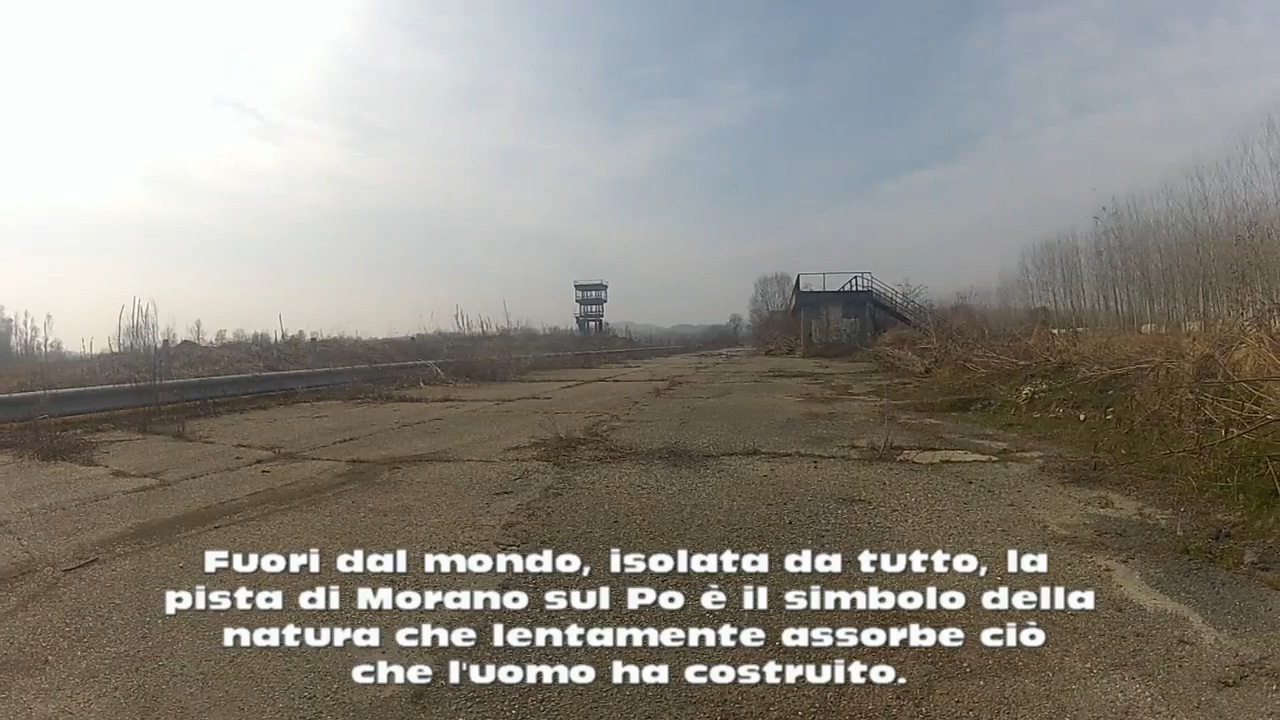 Fuori dal mondo, isolata da tutto, la
pista di Morano sul Po è il simbolo della
natura che lentamente assorbe ciò
che l'uomo ha costruito.